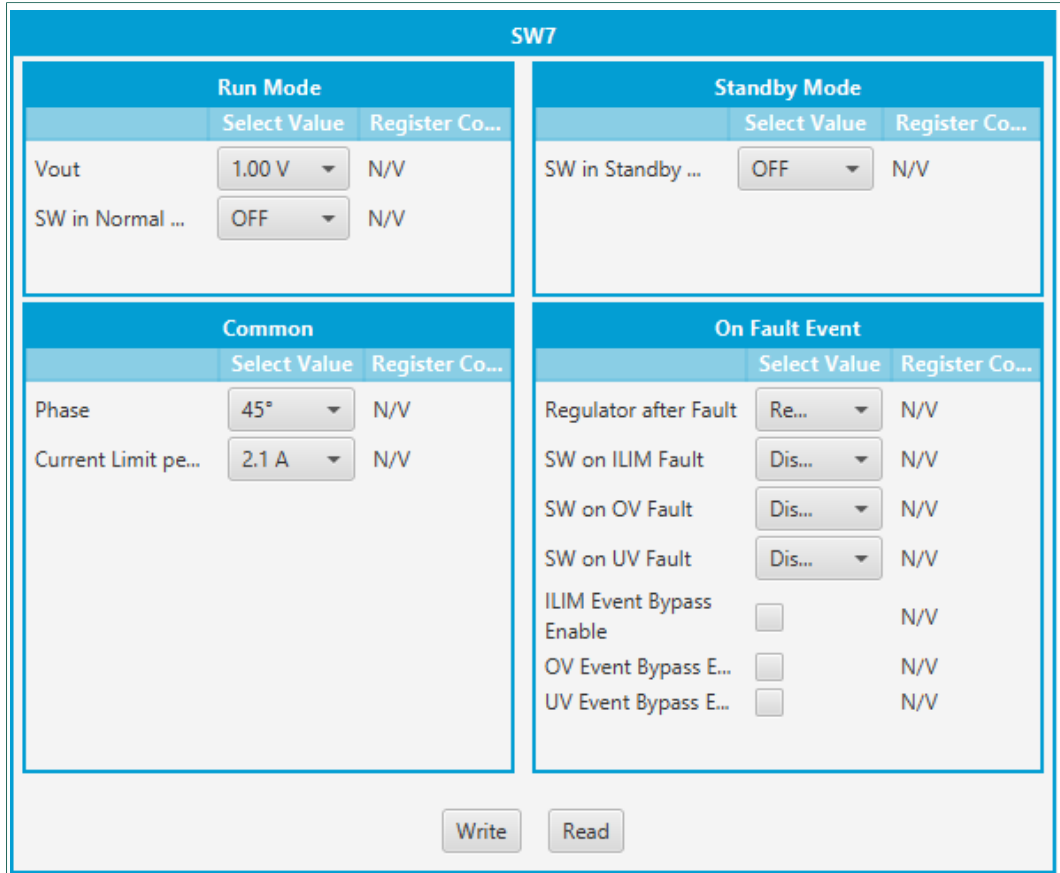 SW7
Run Mode
Select Value Register Co...
Vout 1.00 V N/V
SW in Normal ... OFF N/V
Standby Mode
Select Value Register Co...
SW in Standby ... OFF N/V
Common
Select Value Register Co...
Phase 45° N/V
Current Limit pe... 2.1 A N/V
On Fault Event
Select Value Register Co...
Regulator after Fault Re... N/V
SW on ILIM Fault Dis... N/V
SW on OV Fault Dis... N/V
SW on UV Fault Dis... N/V
ILIM Event Bypass
Enable N/V
OV Event Bypass E... N/V
UV Event Bypass E... N/V
Write Read